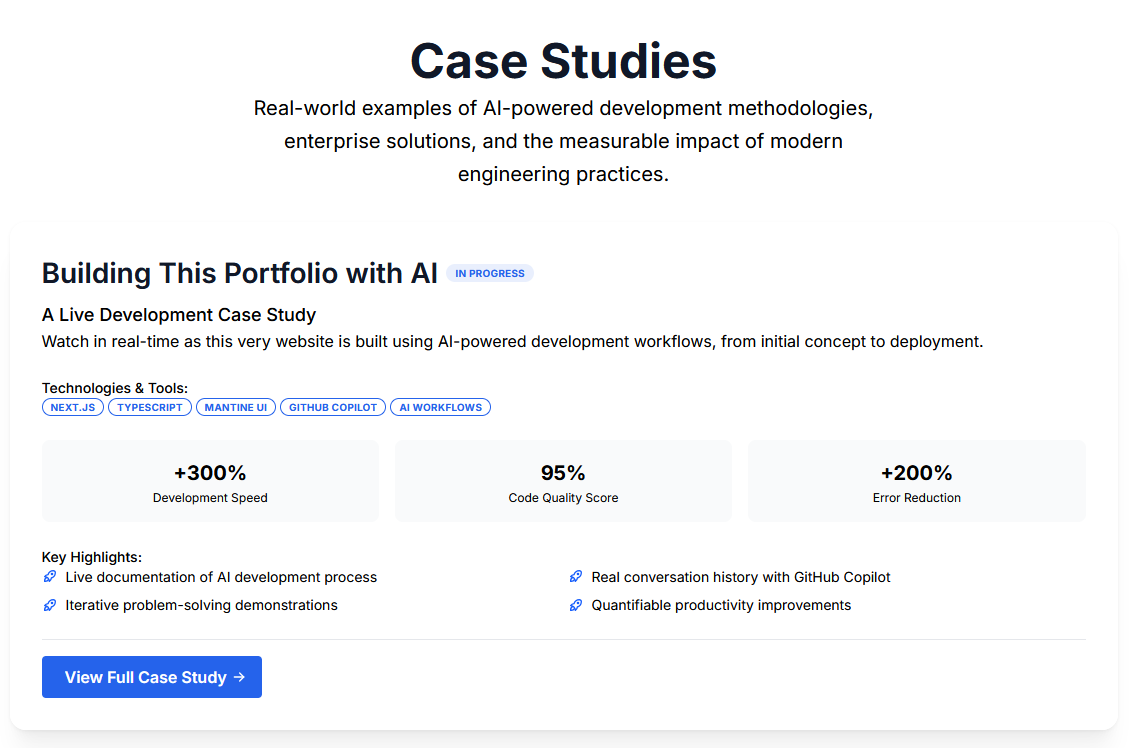 Case Studies
Real-world examples of AI-powered development methodologies,
enterprise solutions, and the measurable impact of modern
engineering practices.
Building This Portfolio with AI IN PROGRESS
A Live Development Case Study
Watch in real-time as this very website is built using AI-powered development workflows, from initial concept to deployment.
Technologies & Tools:
NEXT.JS TYPESCRIPT MANTINE UI GITHUB COPILOT AI WORKFLOWS
+300% 95% +200%
Development Speed Code Quality Score Error Reduction
Key Highlights:
Live documentation of AI development process Real conversation history with GitHub Copilot
Iterative problem-solving demonstrations Quantifiable productivity improvements
View Full Case Study →